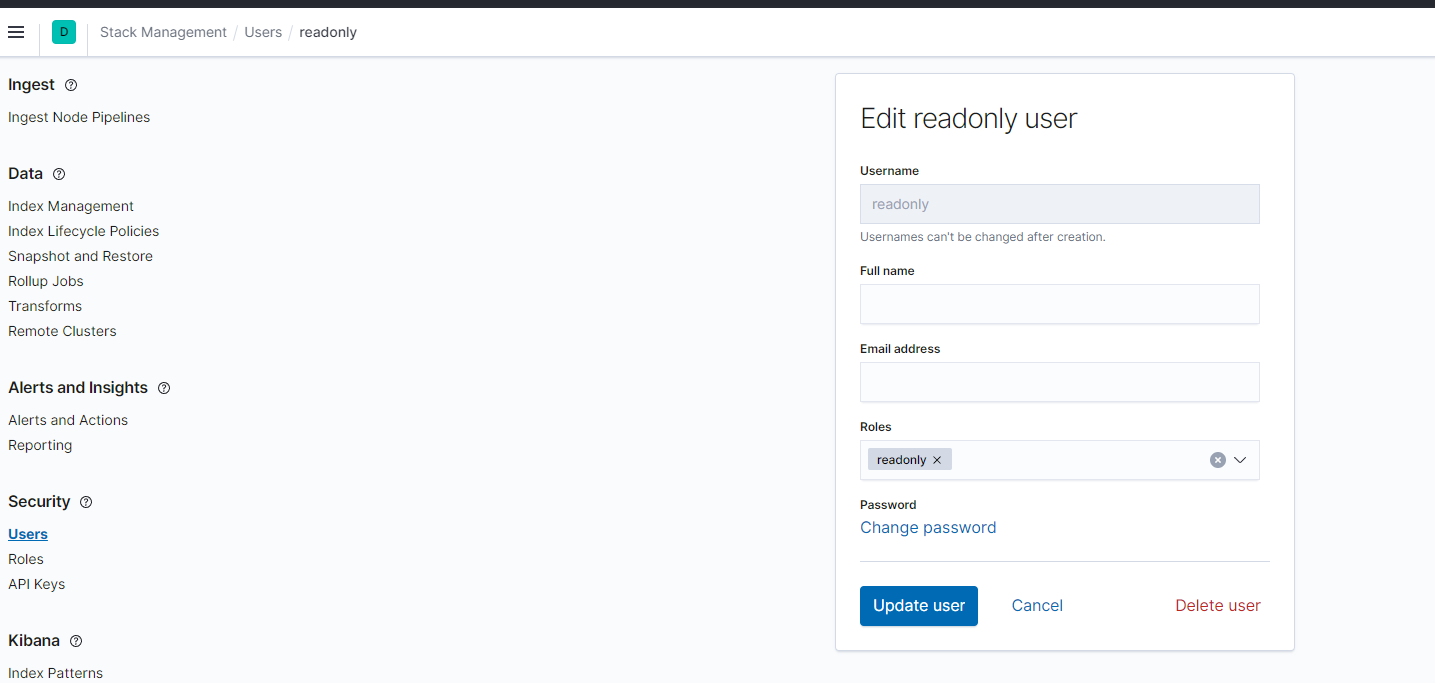 D
Stack Management / Users / readonly
Ingest
Ingest Node Pipelines
Data
Index Management
Index Lifecycle Policies
Snapshot and Restore
Rollup Jobs
Transforms
Remote Clusters
Alerts and Insights
Alerts and Actions
Reporting
Security
Users
Roles
API Keys
Kibana
Index Patterns
Edit readonly user
Username
readonly
Usernames can't be changed after creation.
Full name
Email address
Roles
readonly
Password
Change password
Update user
Cancel
Delete user